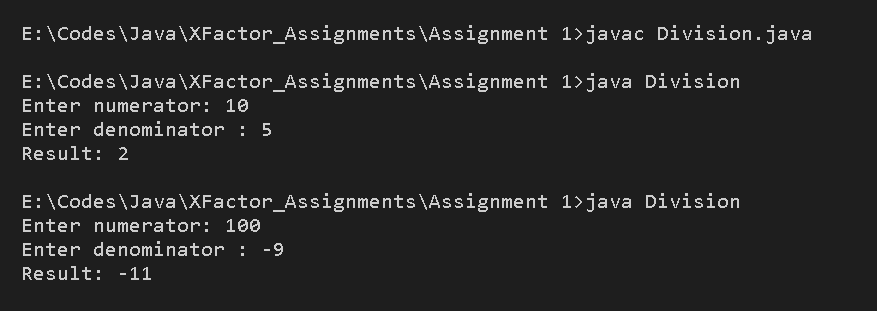 E:\Codes\Java\XFactor_Assignments\Assignment 1>javac Division.java
E:\Codes\Java\XFactor_Assignments\Assignment 1>java Division
Enter numerator: 10
Enter denominator : 5
Result: 2
E:\Codes\Java\XFactor_Assignments\Assignment 1>java Division
Enter numerator: 100
Enter denominator : -9
Result: -11